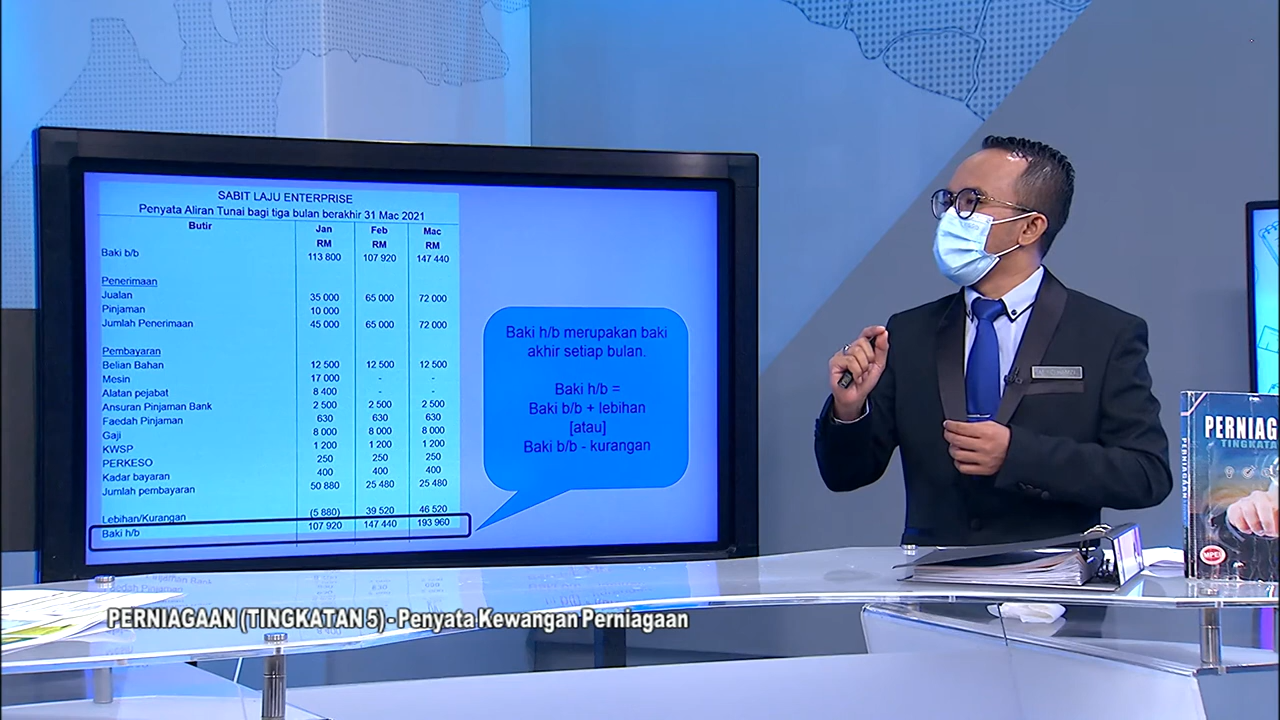 SABIT LAJU ENTERPRISE
Penyata Aliran Tunai bagi tiga bulan berakhir 31 Mac 2021
Butir Jan Feb Mac
RM RM RM
Baki b/b 113 800 107 920 147 440
Penerimaan
Jualan 35 000 65 000 72 000
Pinjaman 10 000
Jumlah Penerimaan 45 000 65 000 72 000
Pembayaran
Belian Bahan 12 500 12 500 12 500
Mesin 17 000 - -
Alatan pejabat 8 400 - -
Ansuran Pinjaman Bank 2 500 2 500 2 500
Faedah Pinjaman 630 630 630
Gaji 8 000 8 000 8 000
KWSP 1 200 1 200 1 200
PERKESO 250 250 250
Kadar bayaran 400 400 400
Jumlah pembayaran 50 880 25 480 25 480
Lebihan/Kurangan (5 880) 39 520 46 520
Baki h/b 107 920 147 440 193 960
Baki h/b merupakan baki
akhir setiap bulan.
Baki h/b =
Baki b/b + lebihan
[atau]
Baki b/b - kurangan
PERNIAGAAN (TINGKATAN 5) - Penyata Kewangan Perniagaan